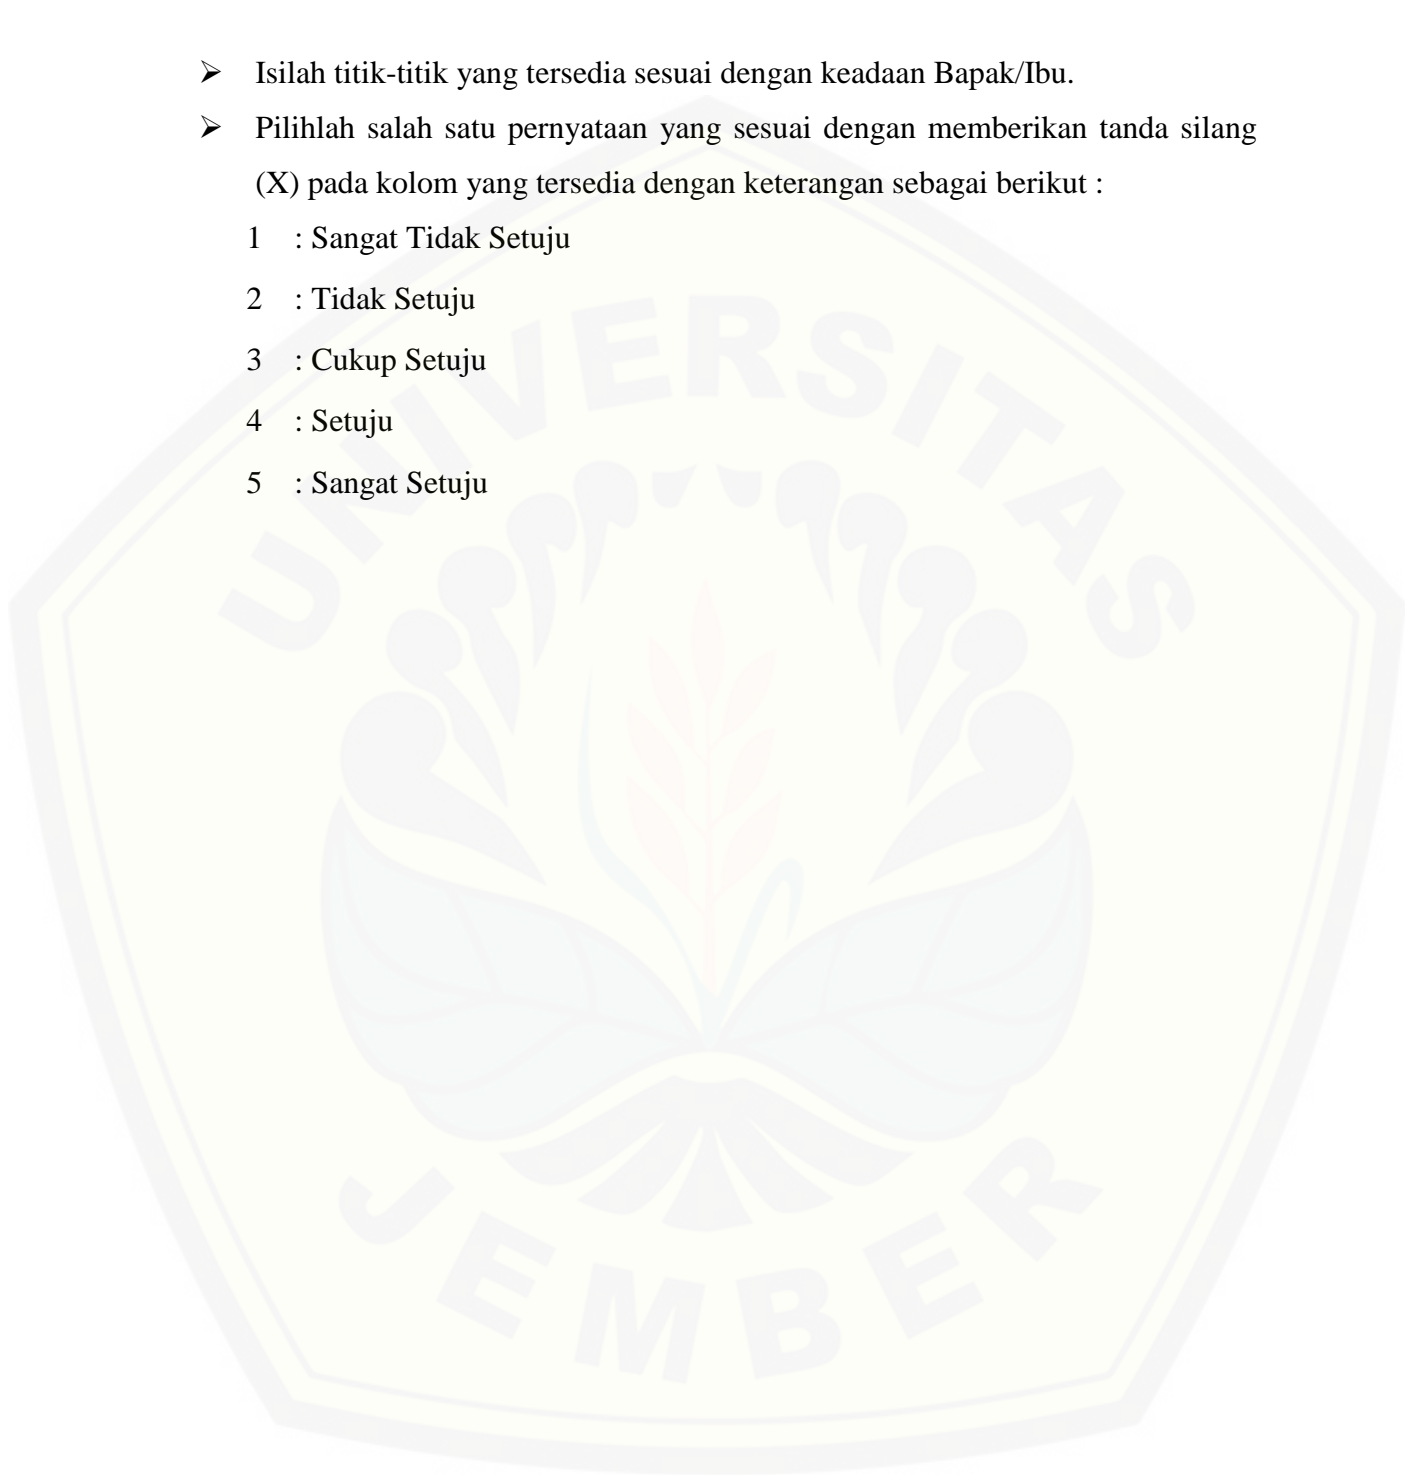 ➢ Isilah titik-titik yang tersedia sesuai dengan keadaan Bapak/Ibu.
➢ Pilihlah salah satu pernyataan yang sesuai dengan memberikan tanda silang
(X) pada kolom yang tersedia dengan keterangan sebagai berikut :
1 : Sangat Tidak Setuju
2 : Tidak Setuju
3 : Cukup Setuju
4 : Setuju
5 : Sangat Setuju
UNIVERSITAS
JEMBER